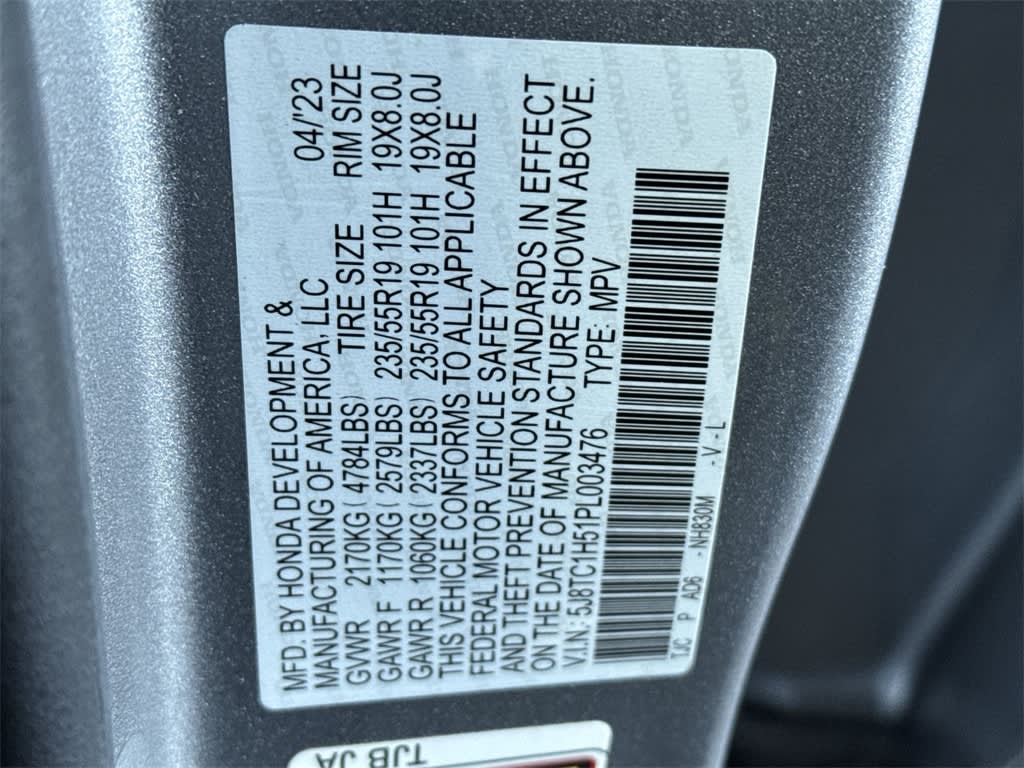 MFD. BY HONDA DEVELOPMENT &
MANUFACTURING OF AMERICA, LLC 04/'23
GVWR 2170KG ( 4784LBS) TIRE SIZE RIM SIZE
GAWR F 1170KG ( 2579LBS) 235/55R19 101H 19X8.0J
GAWR R 1060KG ( 2337LBS) 235/55R19 101H 19X8.0J
THIS VEHICLE CONFORMS TO ALL APPLICABLE
FEDERAL MOTOR VEHICLE SAFETY
AND THEFT PREVENTION STANDARDS IN EFFECT
ON THE DATE OF MANUFACTURE SHOWN ABOVE.
V.I.N.: 5J8TC1H51PL003476 TYPE: MPV
TJC P AD6 -NH830M -V-L
TJB JA